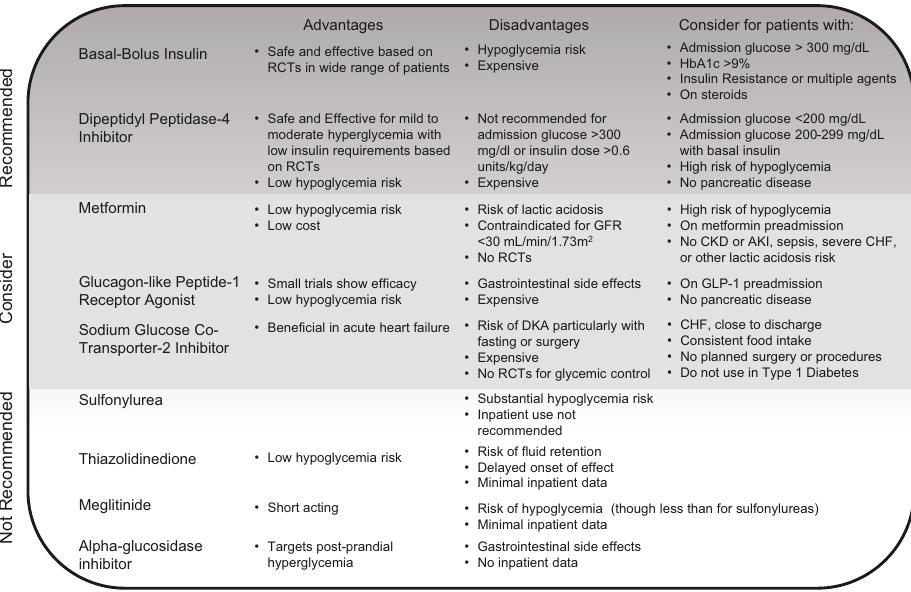 Advantages
Disadvantages
Consider for patients with:
Recommended
Basal-Bolus Insulin
• Safe and effective based on
RCTs in wide range of patients
• Hypoglycemia risk
• Expensive
• Admission glucose > 300 mg/dL
• HbA1c >9%
• Insulin Resistance or multiple agents
• On steroids
Dipeptidyl Peptidase-4
Inhibitor
• Safe and Effective for mild to
moderate hyperglycemia with
low insulin requirements based
on RCTs
• Low hypoglycemia risk
• Not recommended for
admission glucose >300
mg/dl or insulin dose >0.6
units/kg/day
• Expensive
• Admission glucose <200 mg/dL
• Admission glucose 200-299 mg/dL
with basal insulin
• High risk of hypoglycemia
• No pancreatic disease
Consider
Metformin
• Low hypoglycemia risk
• Low cost
• Risk of lactic acidosis
• Contraindicated for GFR
<30 mL/min/1.73m²
• No RCTs
• High risk of hypoglycemia
• On metformin preadmission
• No CKD or AKI, sepsis, severe CHF,
or other lactic acidosis risk
Glucagon-like Peptide-1
Receptor Agonist
• Small trials show efficacy
• Low hypoglycemia risk
• Gastrointestinal side effects
• Expensive
• On GLP-1 preadmission
• No pancreatic disease
Sodium Glucose Co-
Transporter-2 Inhibitor
• Beneficial in acute heart failure
• Risk of DKA particularly with
fasting or surgery
• Expensive
• No RCTs for glycemic control
• CHF, close to discharge
• Consistent food intake
• No planned surgery or procedures
• Do not use in Type 1 Diabetes
Not Recommended
Sulfonylurea
• Substantial hypoglycemia risk
• Inpatient use not
recommended
Thiazolidinedione
• Low hypoglycemia risk
• Risk of fluid retention
• Delayed onset of effect
• Minimal inpatient data
Meglitinide
• Short acting
• Risk of hypoglycemia (though less than for sulfonylureas)
• Minimal inpatient data
Alpha-glucosidase
inhibitor
• Targets post-prandial
hyperglycemia
• Gastrointestinal side effects
• No inpatient data